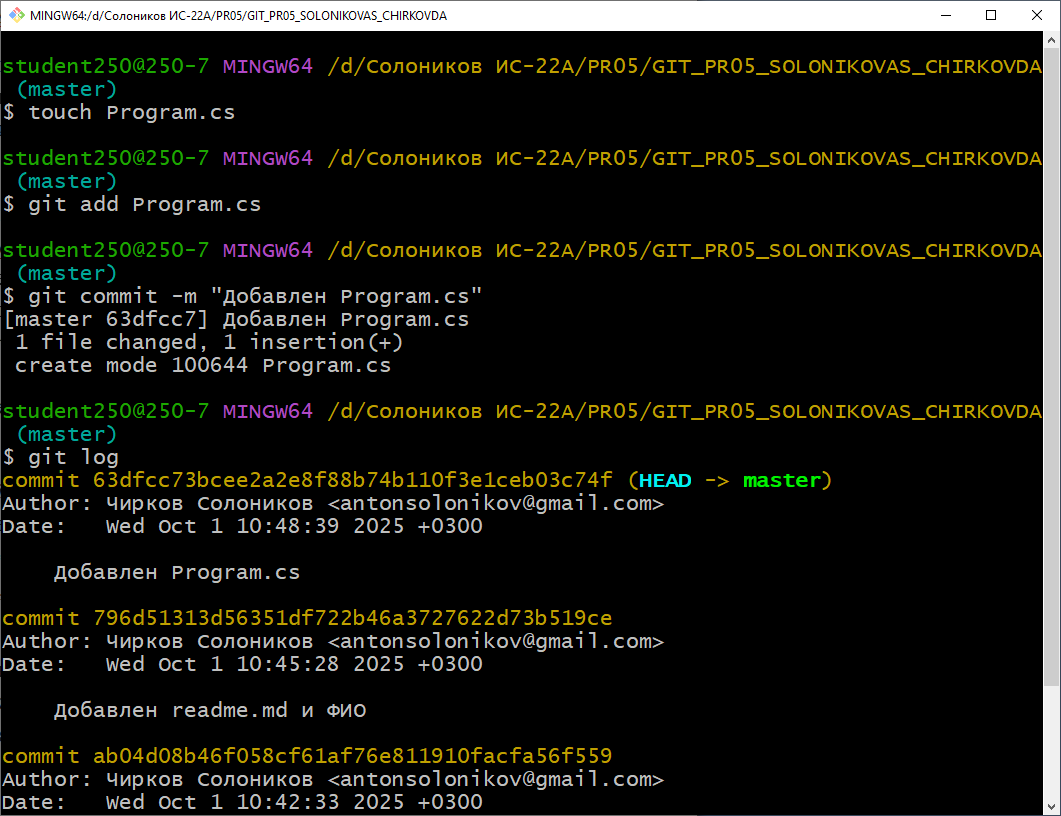 MINGW64:/d/Солоников ИС-22А/PR05/GIT_PR05_SOLONIKOVAS_CHIRKOVDA
student250@250-7 MINGW64 /d/Солоников ИС-22А/PR05/GIT_PR05_SOLONIKOVAS_CHIRKOVDA
(master)
$ touch Program.cs
student250@250-7 MINGW64 /d/Солоников ИС-22А/PR05/GIT_PR05_SOLONIKOVAS_CHIRKOVDA
(master)
$ git add Program.cs
student250@250-7 MINGW64 /d/Солоников ИС-22А/PR05/GIT_PR05_SOLONIKOVAS_CHIRKOVDA
(master)
$ git commit -m "Добавлен Program.cs"
[master 63dfcc7] Добавлен Program.cs
1 file changed, 1 insertion(+)
create mode 100644 Program.cs
student250@250-7 MINGW64 /d/Солоников ИС-22А/PR05/GIT_PR05_SOLONIKOVAS_CHIRKOVDA
(master)
$ git log
commit 63dfcc73bcee2a2e8f88b74b110f3e1ceb03c74f (HEAD -> master)
Author: Чирков Солоников <antonsolonikov@gmail.com>
Date:   Wed Oct 1 10:48:39 2025 +0300
Добавлен Program.cs
commit 796d51313d56351df722b46a3727622d73b519ce
Author: Чирков Солоников <antonsolonikov@gmail.com>
Date:   Wed Oct 1 10:45:28 2025 +0300
Добавлен readme.md и ФИО
commit ab04d08b46f058cf61af76e811910facfa56f559
Author: Чирков Солоников <antonsolonikov@gmail.com>
Date:   Wed Oct 1 10:42:33 2025 +0300